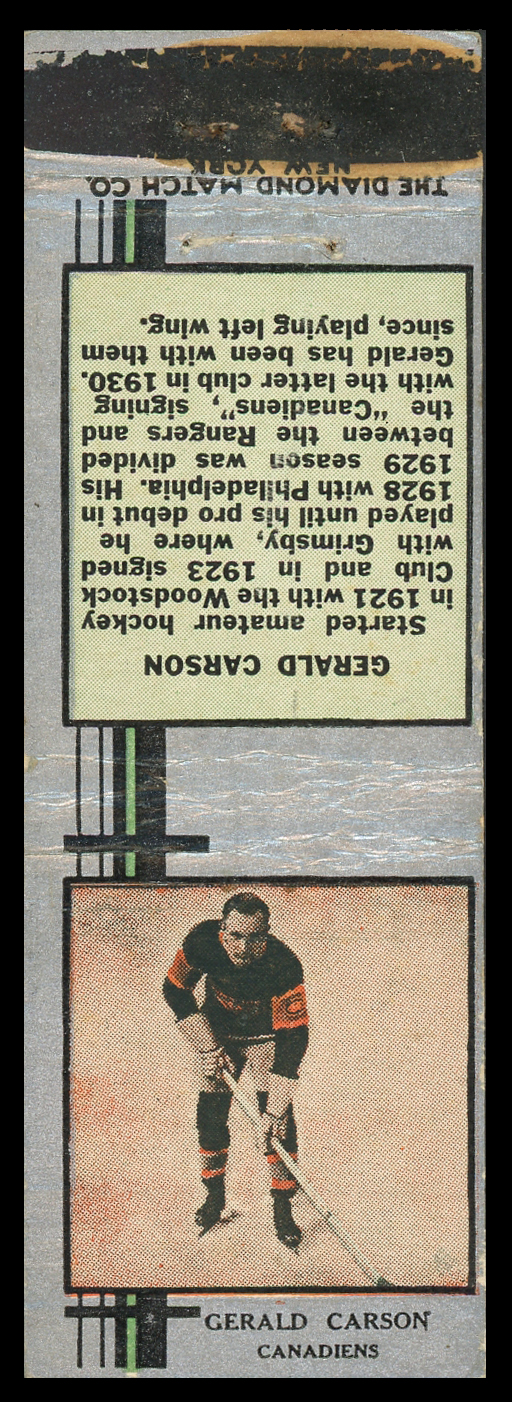 THE DIAMOND MATCH CO.
NEW YORK
GERALD CARSON
Started amateur hockey
in 1921 with the Woodstock
Club and in 1923 signed
with Grimsby, where he
played until his pro debut in
1928 with Philadelphia. His
1929 season was divided
between the Rangers and
the "Canadiens", signing
with the latter club in 1930.
Gerald has been with them
since, playing left wing.
GERALD CARSON
CANADIENS